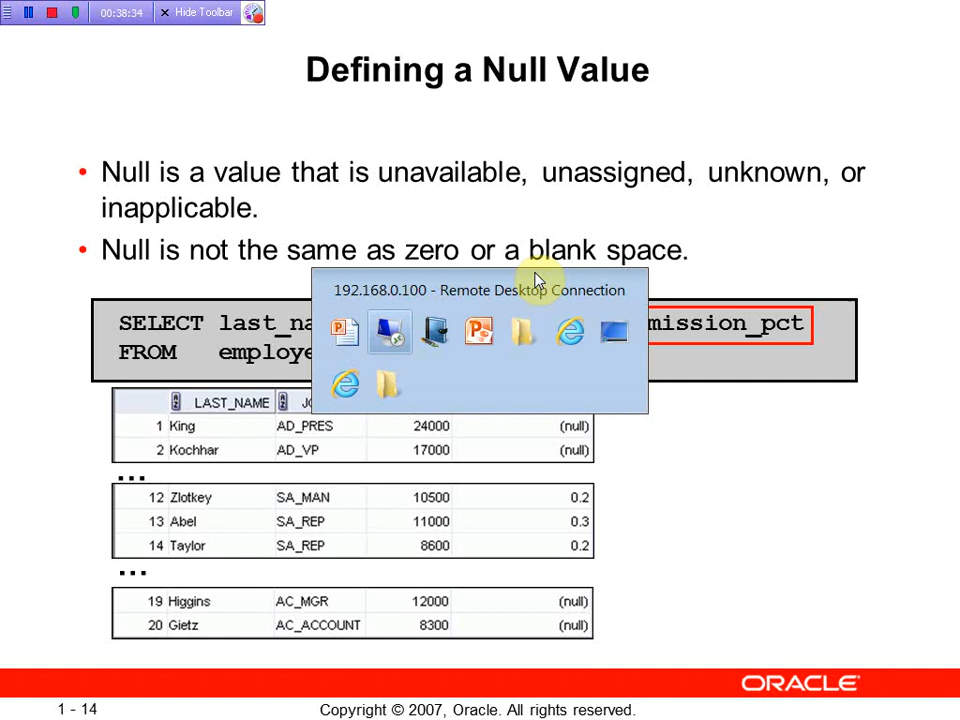 00:38:34 Hide Toolbar
Defining a Null Value
• Null is a value that is unavailable, unassigned, unknown, or
inapplicable.
• Null is not the same as zero or a blank space.
192.168.0.100 - Remote Desktop Connection
SELECT last_na mission_pct
FROM employe
LAST_NAME JO
1 King AD_PRES 24000 (null)
2 Kochhar AD_VP 17000 (null)
...
12 Zlotkey SA_MAN 10500 0.2
13 Abel SA_REP 11000 0.3
14 Taylor SA_REP 8600 0.2
...
19 Higgins AC_MGR 12000 (null)
20 Gietz AC_ACCOUNT 8300 (null)
ORACLE
1 - 14 Copyright © 2007, Oracle. All rights reserved.